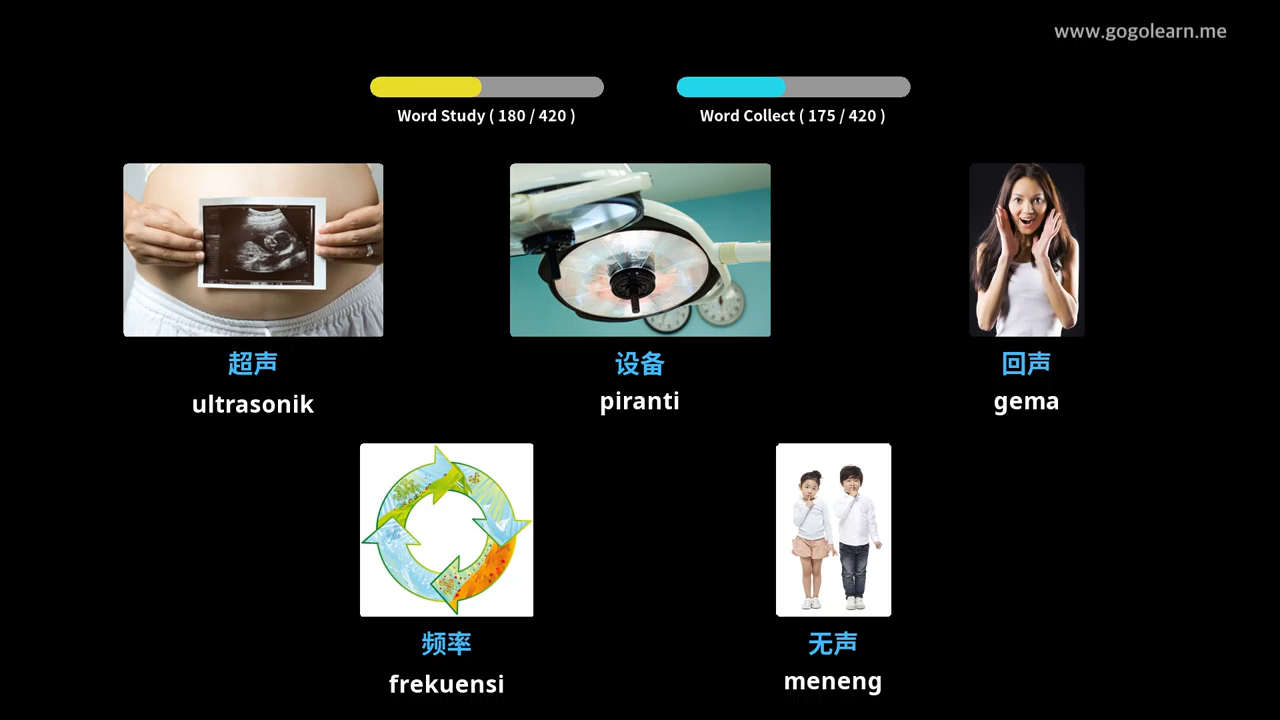 www.gogolearn.me
Word Study ( 180 / 420 )
Word Collect ( 175 / 420 )
超声
设备
回声
ultrasonik
piranti
gema
频率
无声
frekuensi
meneng